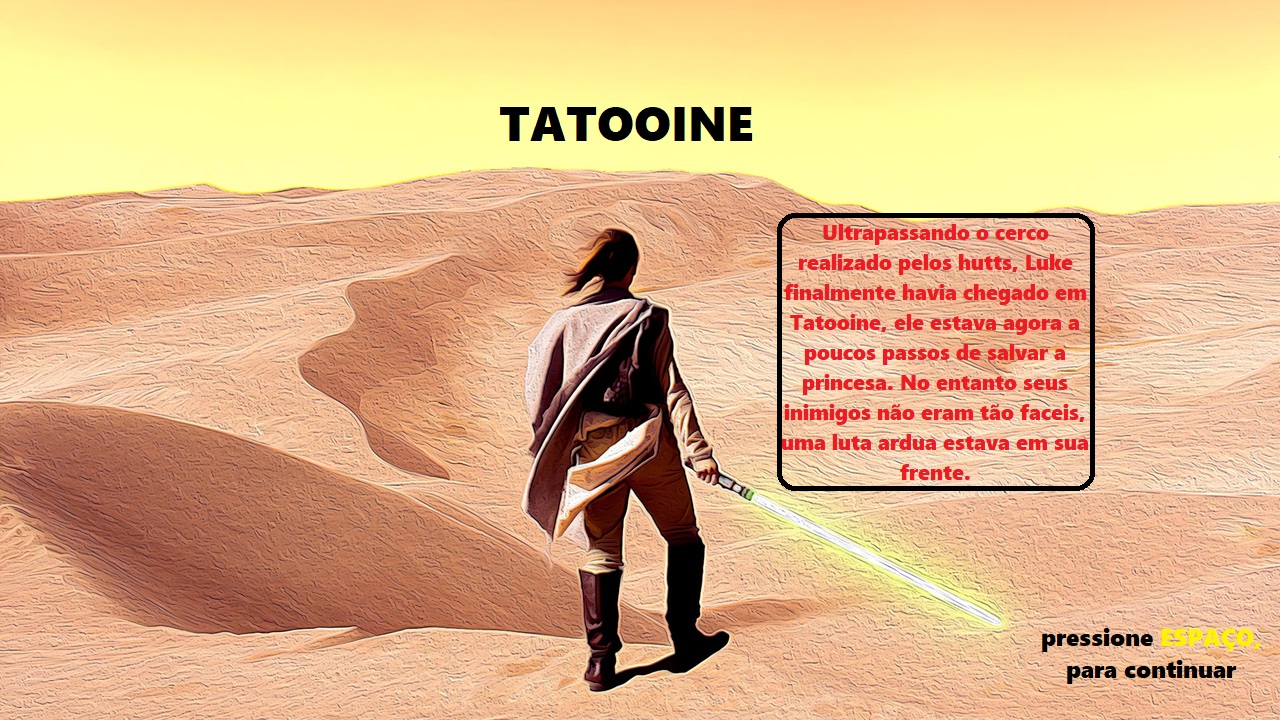 TATOOINE
Ultrapassando o cerco
realizado pelos hutts, Luke
finalmente havia chegado em
Tatooine, ele estava agora a
poucos passos de salvar a
princesa. No entanto seus
inimigos não eram tão faceis,
uma luta ardua estava em sua
frente.
pressione ESPAÇO,
para continuar